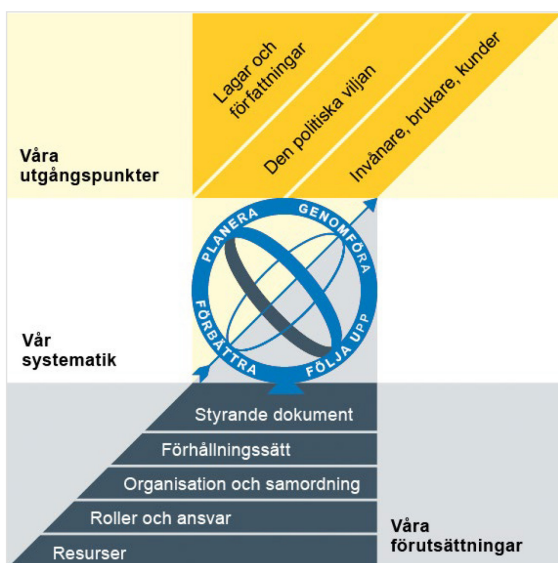 Lagar och
författningar
Den politiska viljan
Invånare, brukare, kunder
Våra
utgångspunkter
PLANERA
GENOMFÖRA
FÖLJA UPP
FÖRBÄTTRA
Vår
systematik
Styrande dokument
Förhållningssätt
Organisation och samordning
Roller och ansvar
Resurser
Våra
förutsättningar